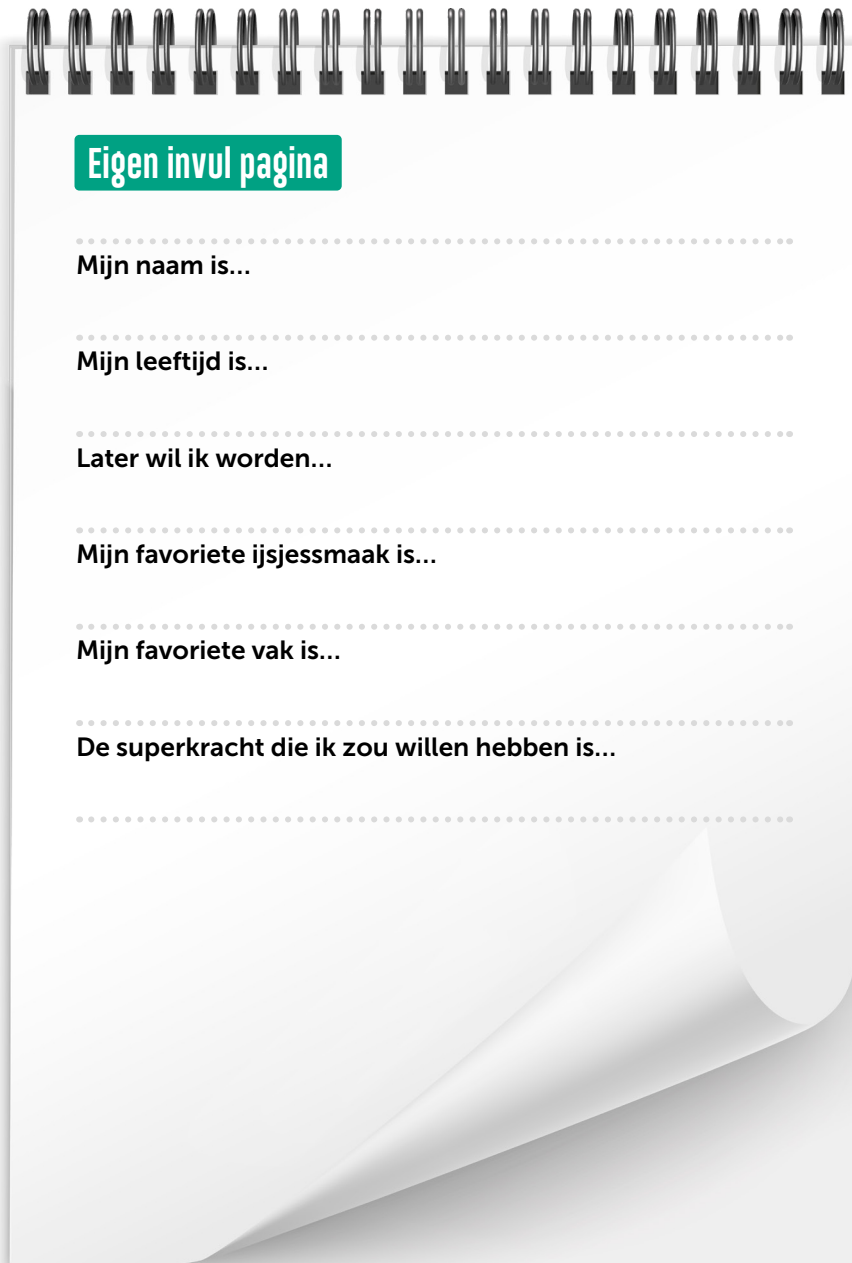 Eigen invul pagina
Mijn naam is...
Mijn leeftijd is...
Later wil ik worden...
Mijn favoriete ijsjessmaak is...
Mijn favoriete vak is...
De superkracht die ik zou willen hebben is...